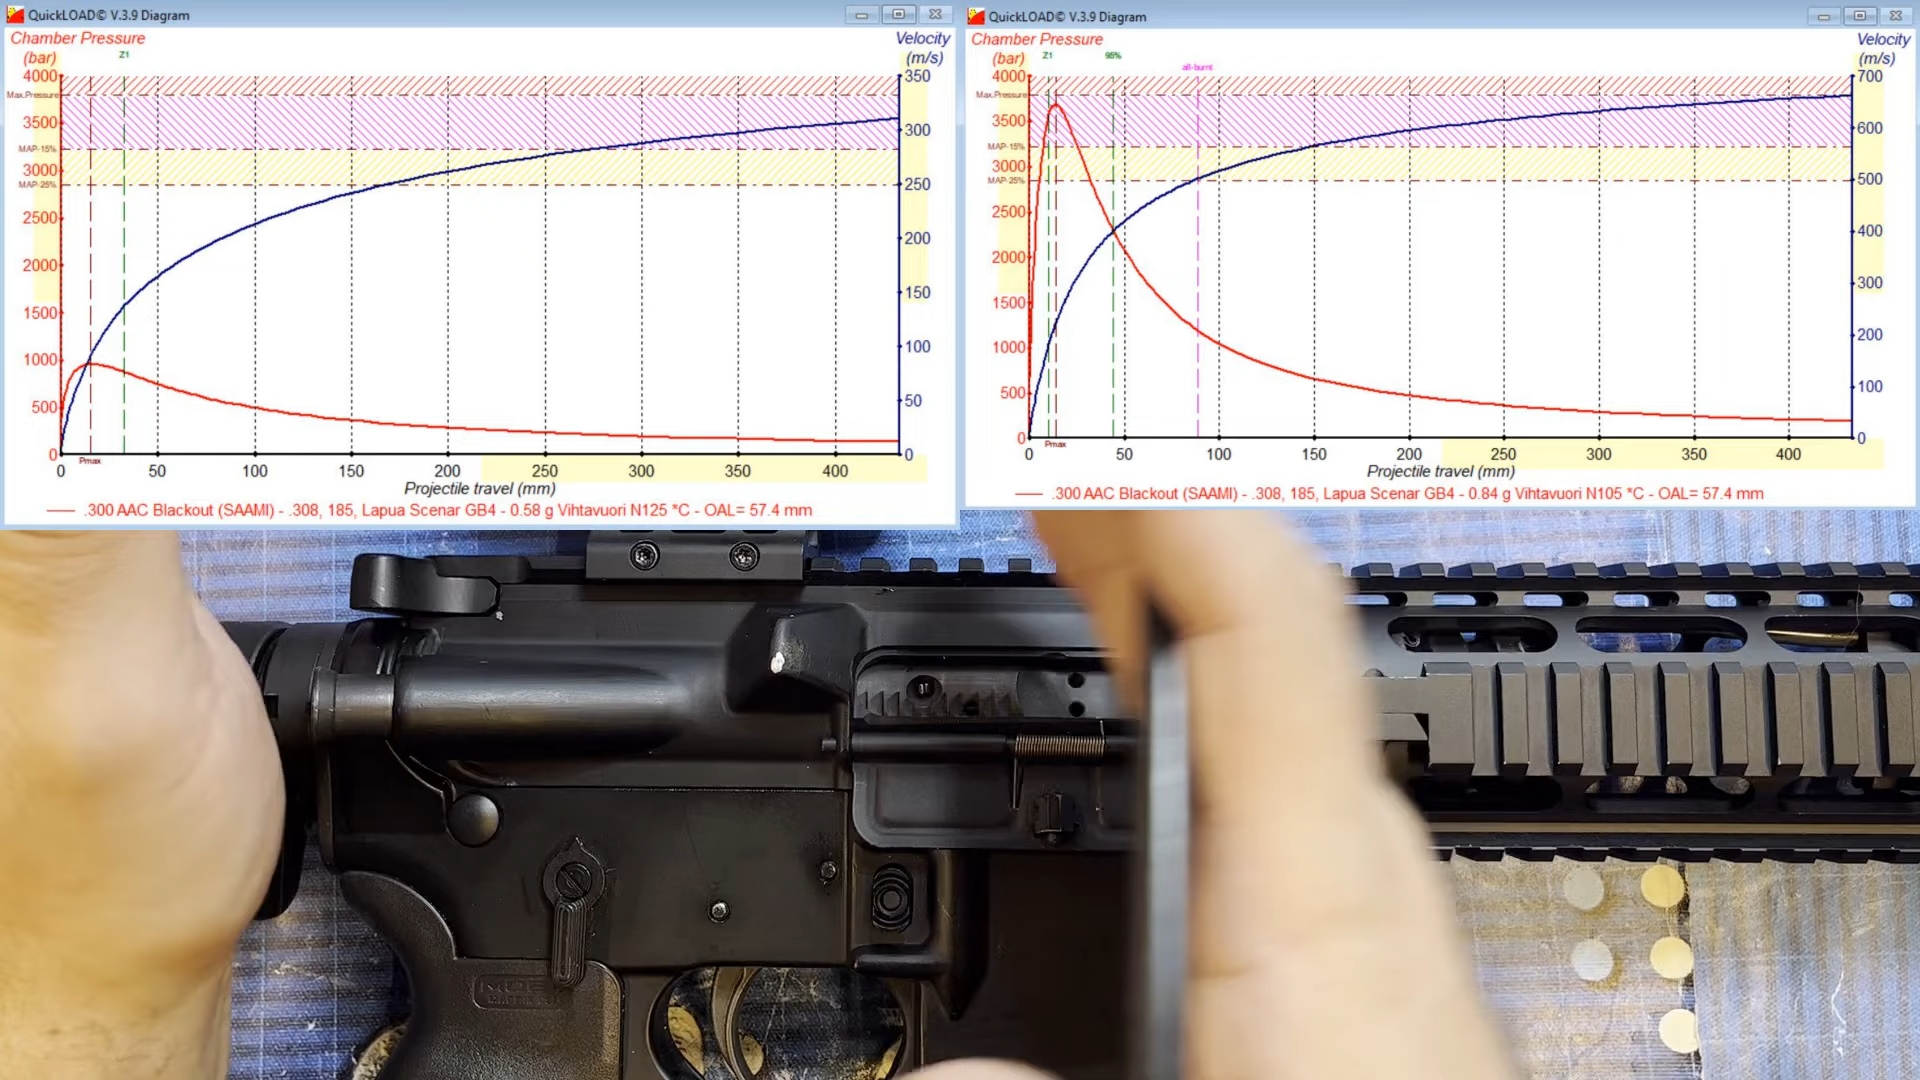 QuickLOAD© V.3.9 Diagram
Chamber Pressure
(bar)
Z1
Velocity
(m/s)
4000
Max.Pressure
3500
MAP-15%
3000
MAP-25%
2500
2000
1500
1000
500
0
350
300
250
200
150
100
50
0
Pmax
0 50 100 150 200 250 300 350 400
Projectile travel (mm)
.300 AAC Blackout (SAAMI) - .308, 185, Lapua Scenar GB4 - 0.58 g Vihtavuori N125 *C - OAL= 57.4 mm
QuickLOAD© V.3.9 Diagram
Chamber Pressure
(bar)
Z1
95%
all-burnt
Velocity
(m/s)
4000
Max.Pressure
3500
MAP-15%
3000
MAP-25%
2500
2000
1500
1000
500
0
700
600
500
400
300
200
100
0
Pmax
0 50 100 150 200 250 300 350 400
Projectile travel (mm)
.300 AAC Blackout (SAAMI) - .308, 185, Lapua Scenar GB4 - 0.84 g Vihtavuori N105 *C - OAL= 57.4 mm